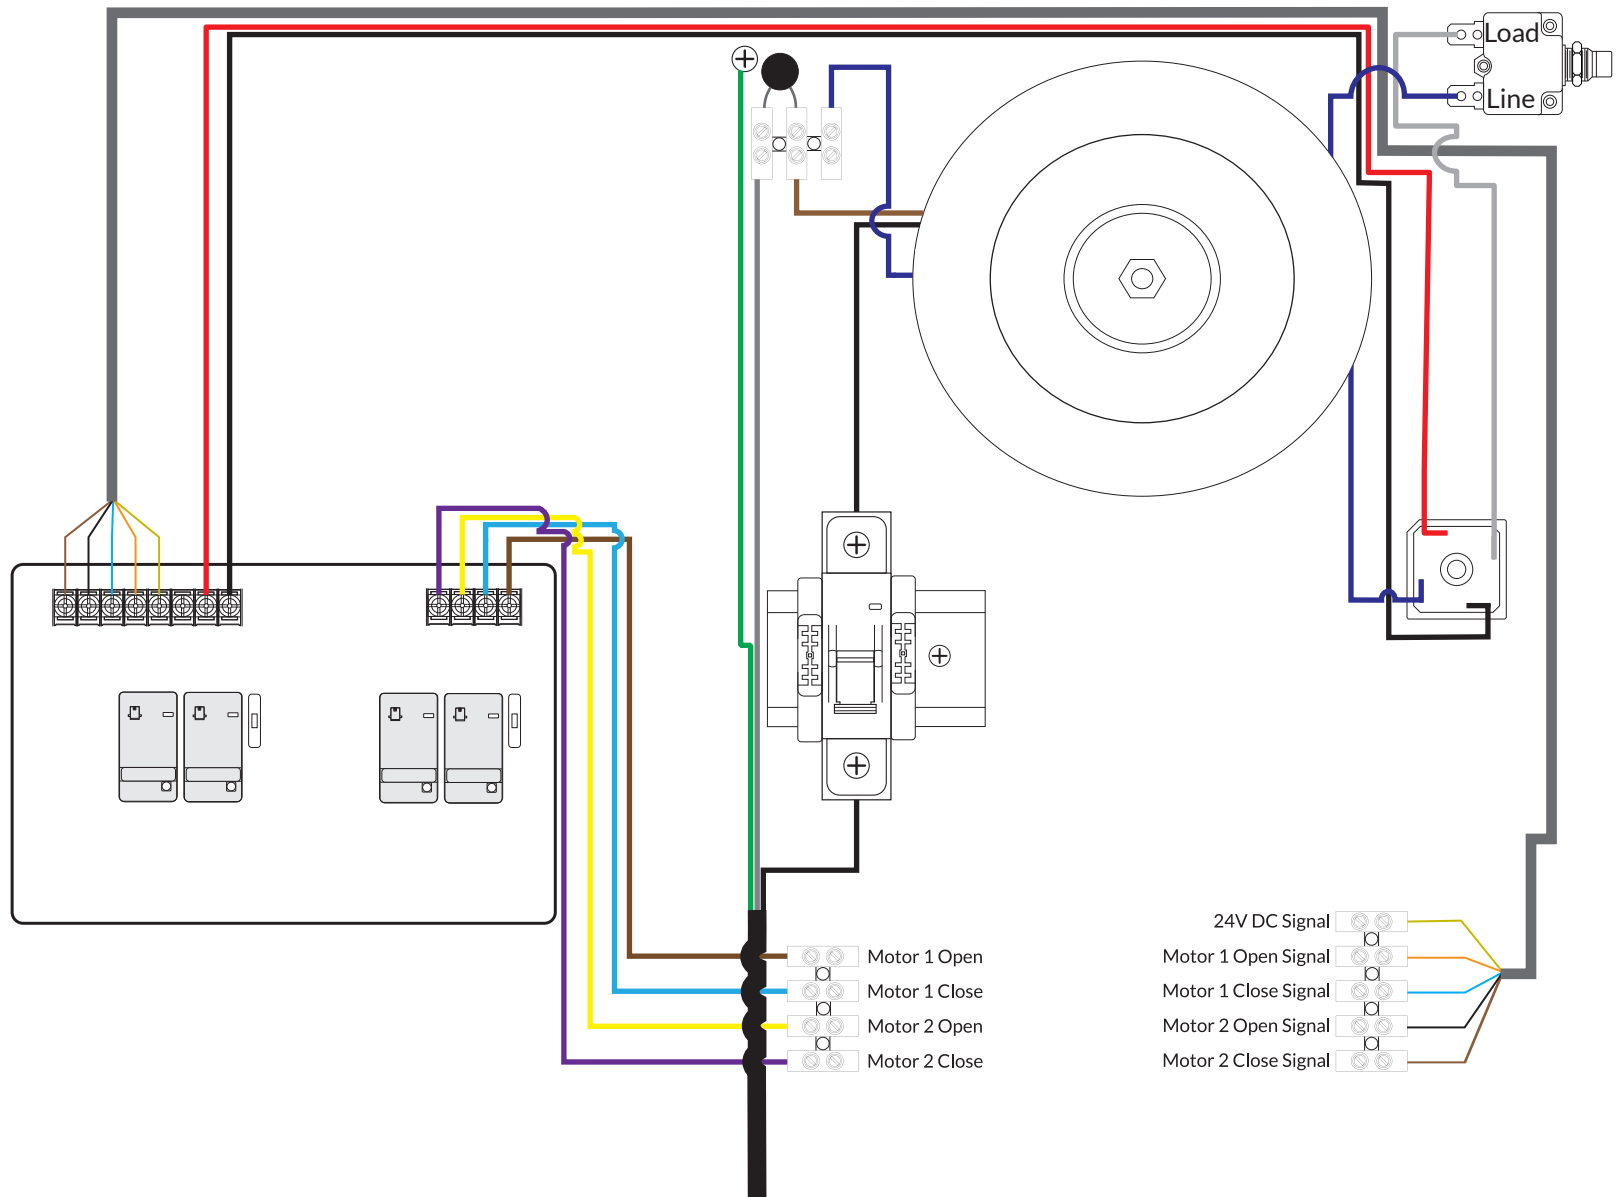 Load
Line
Motor 1 Open
Motor 1 Close
Motor 2 Open
Motor 2 Close
24V DC Signal
Motor 1 Open Signal
Motor 1 Close Signal
Motor 2 Open Signal
Motor 2 Close Signal